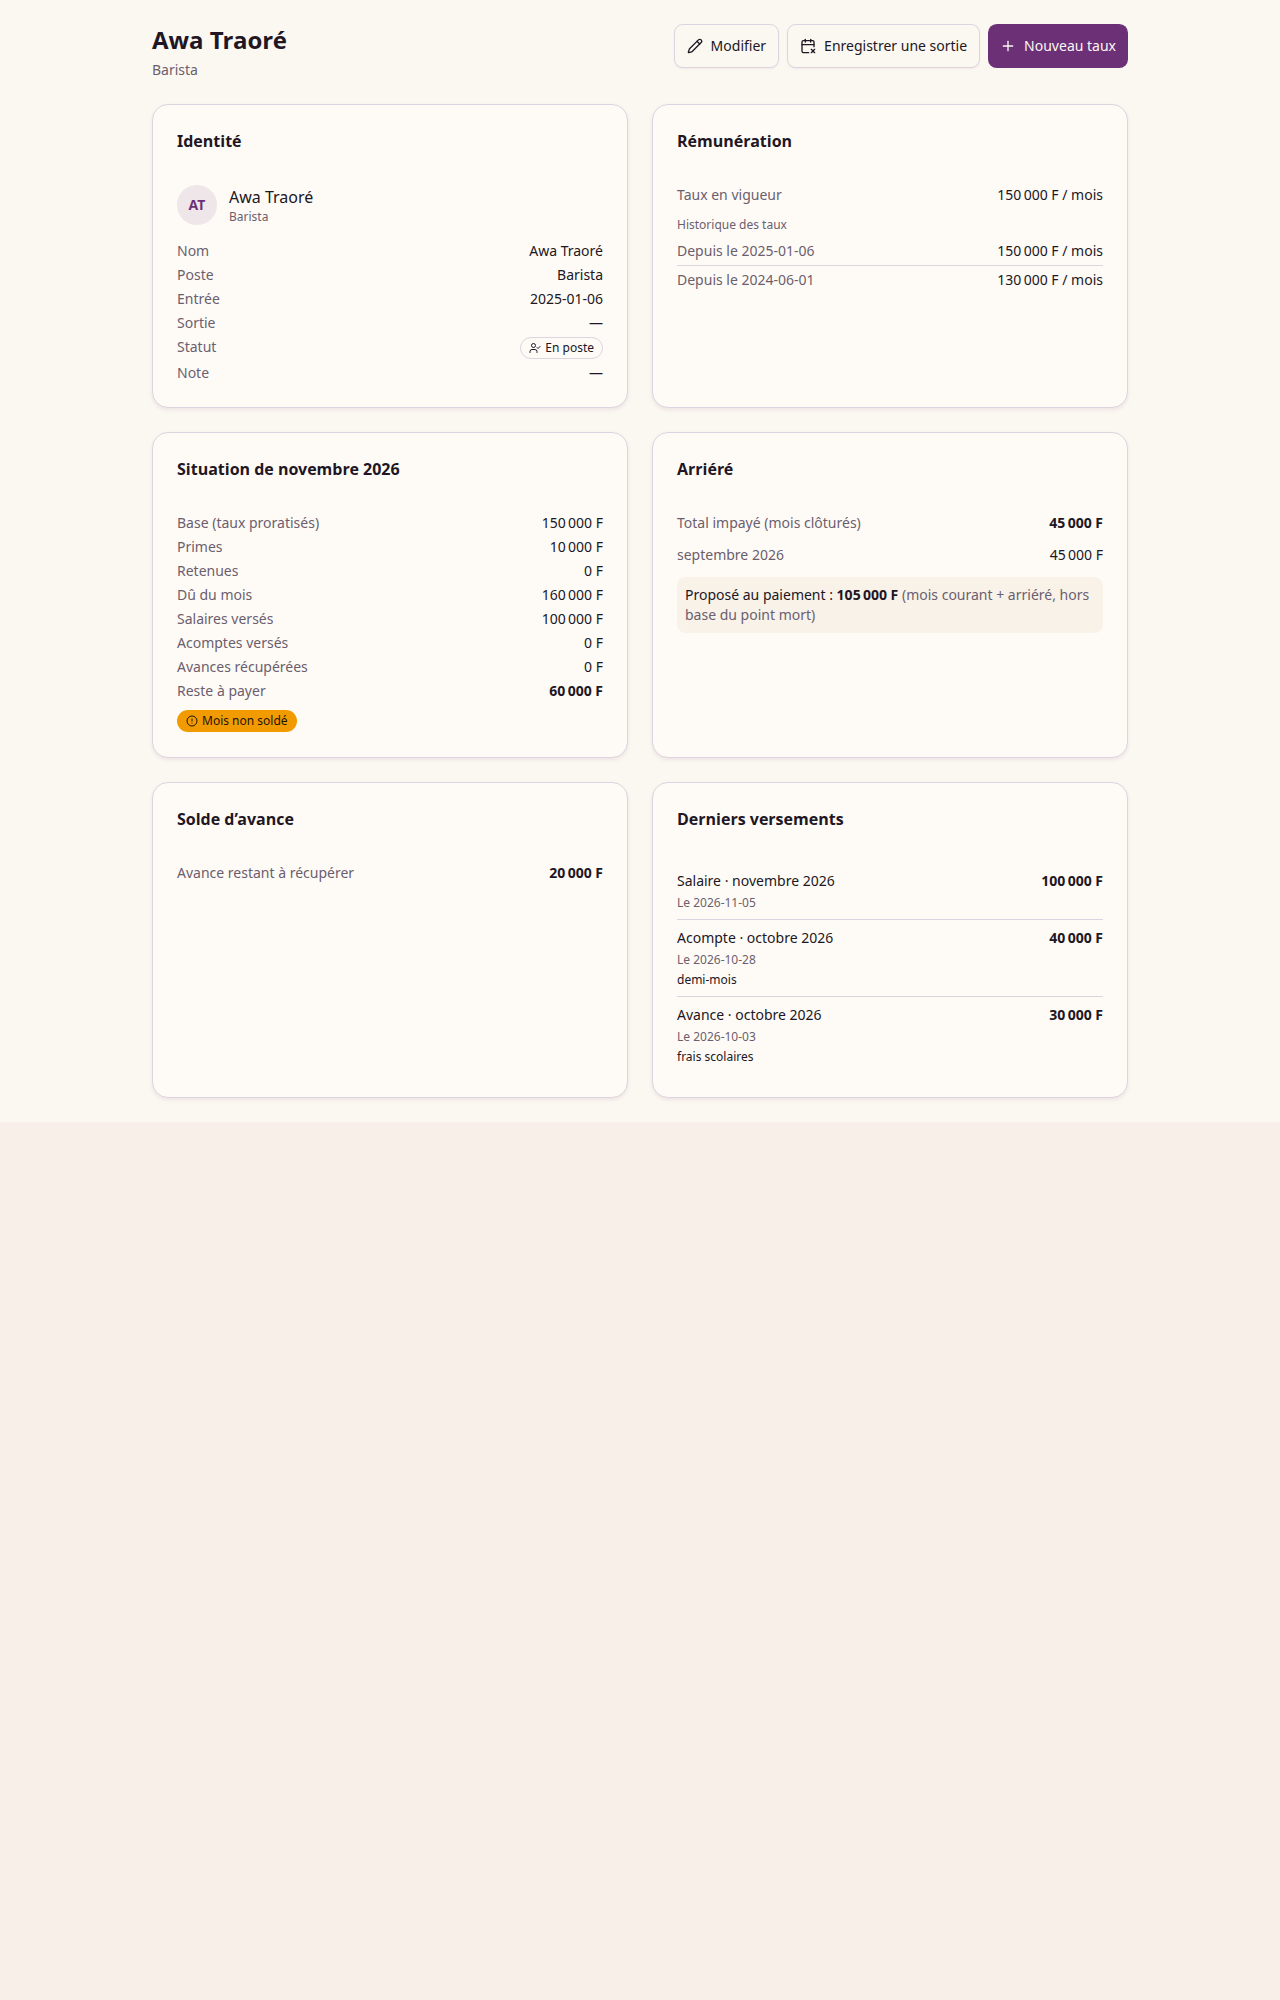 Awa Traoré
Barista
Modifier
Enregistrer une sortie
Nouveau taux
Identité
AT
Awa Traoré
Barista
Nom Awa Traoré
Poste Barista
Entrée 2025-01-06
Sortie —
Statut En poste
Note —
Rémunération
Taux en vigueur 150 000 F / mois
Historique des taux
Depuis le 2025-01-06 150 000 F / mois
Depuis le 2024-06-01 130 000 F / mois
Situation de novembre 2026
Base (taux proratisés) 150 000 F
Primes 10 000 F
Retenues 0 F
Dû du mois 160 000 F
Salaires versés 100 000 F
Acomptes versés 0 F
Avances récupérées 0 F
Reste à payer 60 000 F
Mois non soldé
Arriéré
Total impayé (mois clôturés) 45 000 F
septembre 2026 45 000 F
Proposé au paiement : 105 000 F (mois courant + arriéré, hors
base du point mort)
Solde d’avance
Avance restant à récupérer 20 000 F
Derniers versements
Salaire · novembre 2026 100 000 F
Le 2026-11-05
Acompte · octobre 2026 40 000 F
Le 2026-10-28
demi-mois
Avance · octobre 2026 30 000 F
Le 2026-10-03
frais scolaires